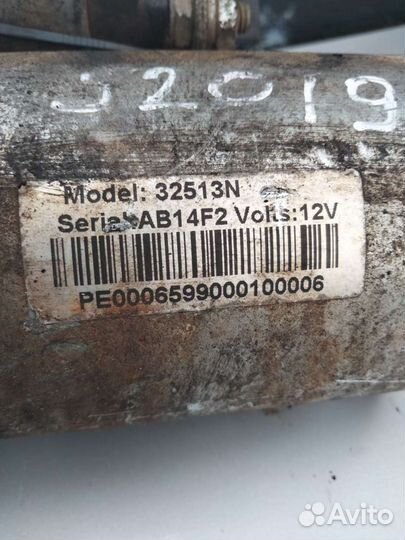 J2019
Model: 32513N
Serial: AB14F2 Volts:12V
PE0006599000100006
Avito